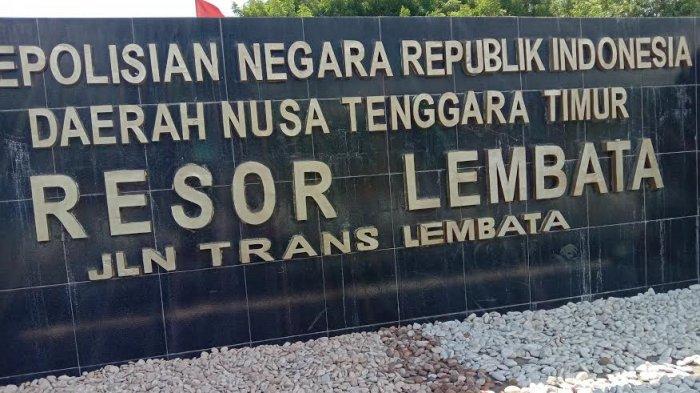 EPOLISIAN NEGARA REPUBLIK INDONESIA
DAERAH NUSA TENGGARA TIMUR
RESOR LEMBATA
JLN TRANS LEMBATA